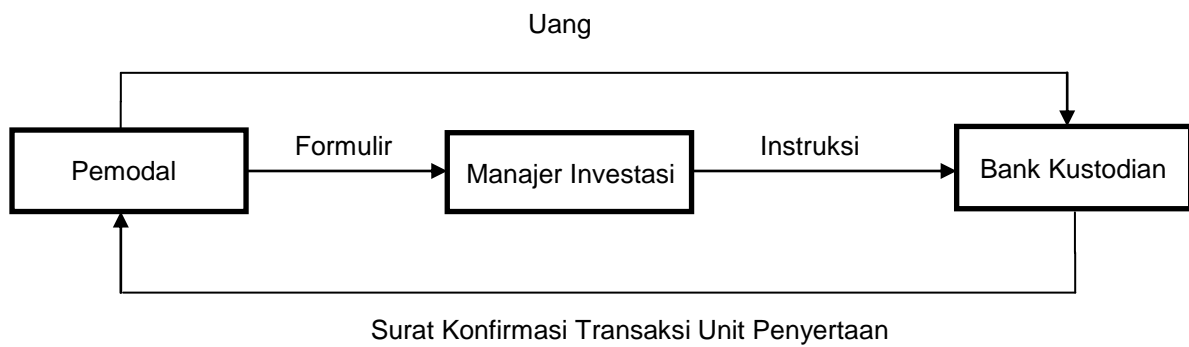 Uang
Formulir
Instruksi
Pemodal
Manajer Investasi
Bank Kustodian
Surat Konfirmasi Transaksi Unit Penyertaan